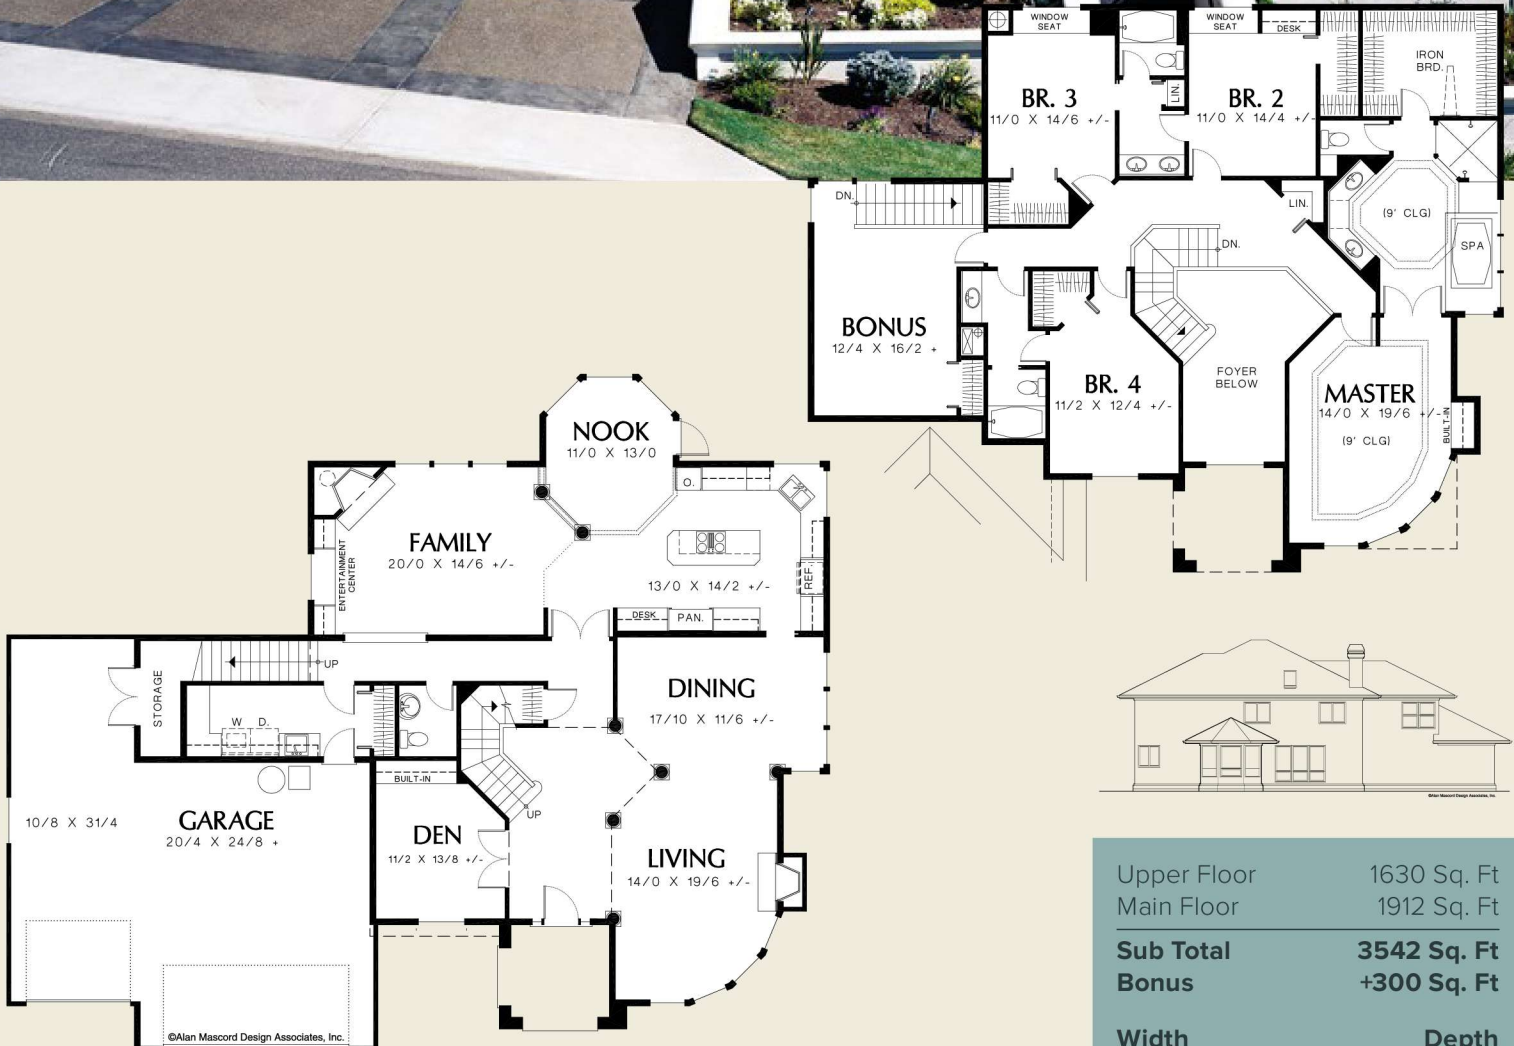 WINDOW
SEAT
WINDOW
SEAT
DESK
IRON
BRD.
BR. 3
11/0 X 14/6 +/-
LIN.
BR. 2
11/0 X 14/4 +/-
DN.
LIN.
(9' CLG)
DN.
SPA
BONUS
12/4 X 16/2 +
BR. 4
11/2 X 12/4 +/-
FOYER
BELOW
MASTER
14/0 X 19/6 +/-
(9' CLG)
BUILT-IN
NOOK
11/0 X 13/0
O.
FAMILY
20/0 X 14/6 +/-
ENTERTAINMENT
CENTER
13/0 X 14/2 +/-
REF.
DESK
PAN.
UP
STORAGE
W D.
DINING
17/10 X 11/6 +/-
BUILT-IN
UP
10/8 X 31/4
GARAGE
20/4 X 24/8 +
DEN
11/2 X 13/8 +/-
LIVING
14/0 X 19/6 +/-
©Alan Mascord Design Associates, Inc.
©Alan Mascord Design Associates, Inc.
Upper Floor 1630 Sq. Ft
Main Floor 1912 Sq. Ft
Sub Total 3542 Sq. Ft
Bonus +300 Sq. Ft
Width Depth